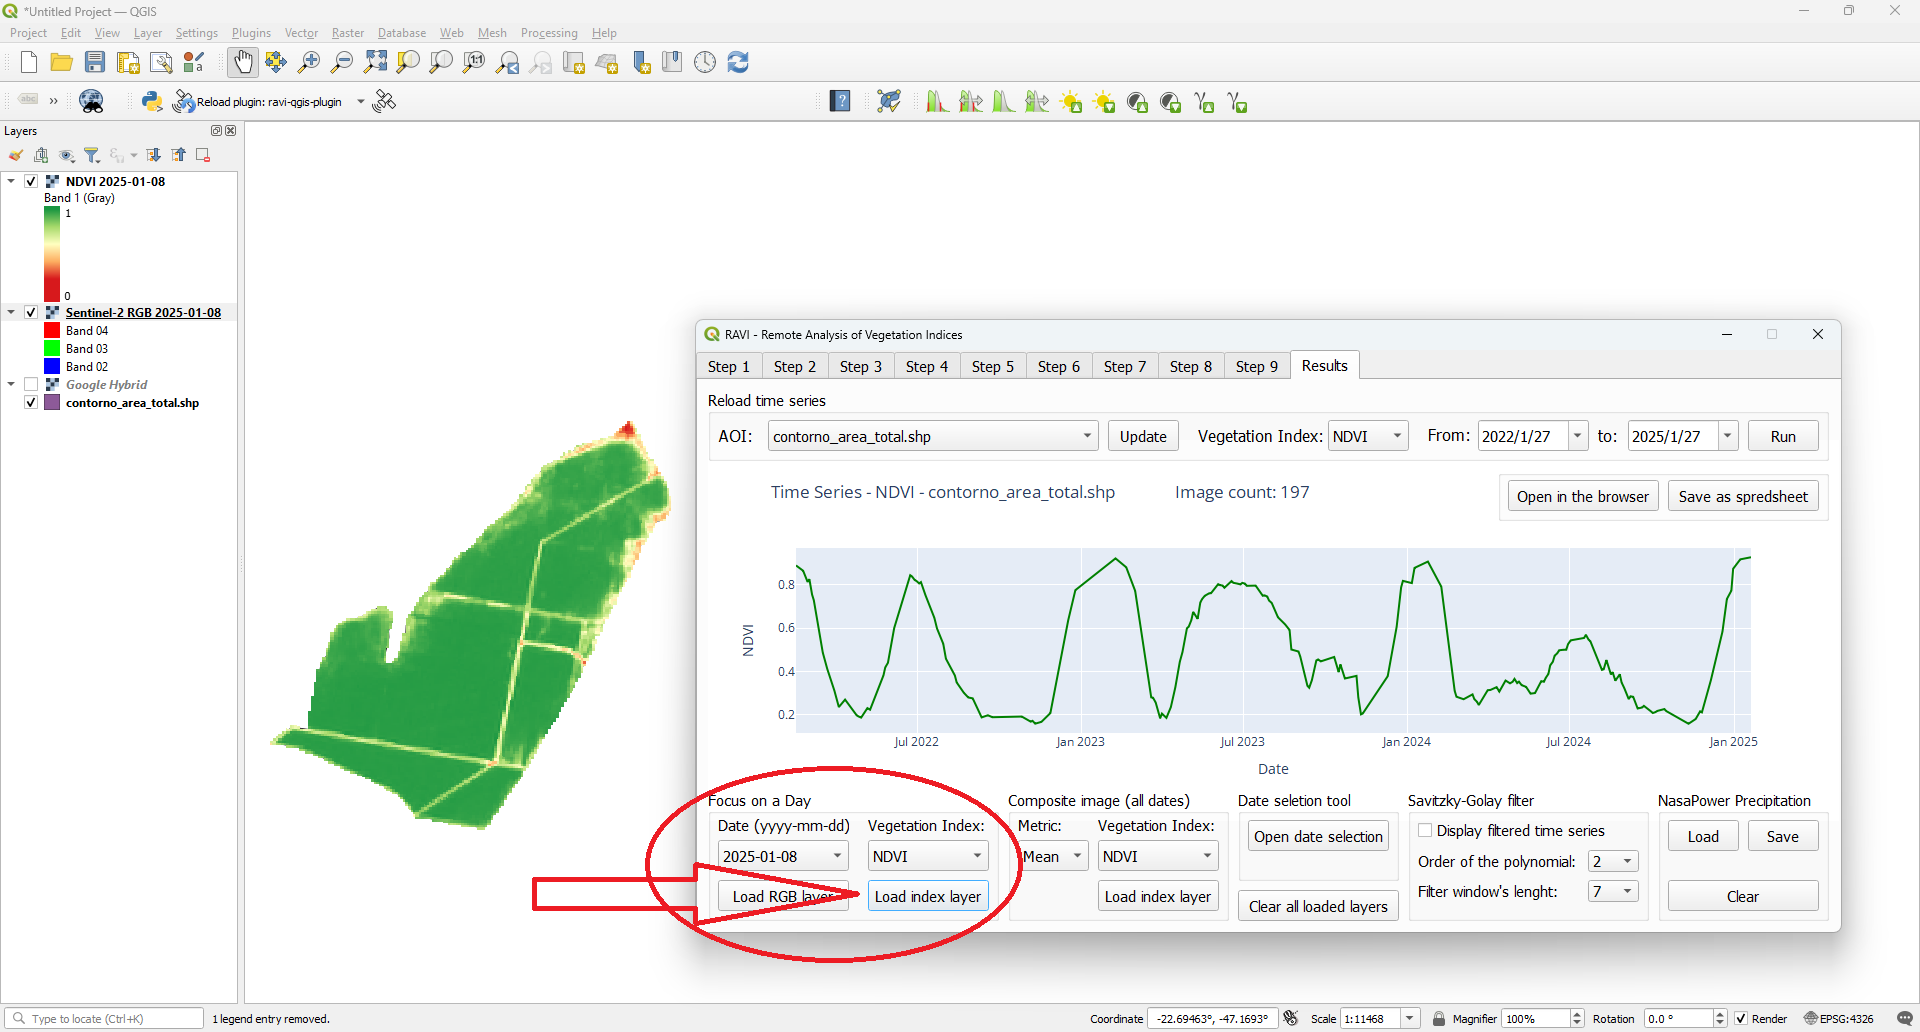 *Untitled Project — QGIS
Project Edit View Layer Settings Plugins Vector Raster Database Web Mesh Processing Help
abc » Reload plugin: ravi-qgis-plugin
Layers
NDVI 2025-01-08
Band 1 (Gray)
1
0
Sentinel-2 RGB 2025-01-08
Band 04
Band 03
Band 02
Google Hybrid
contorno_area_total.shp
RAVI - Remote Analysis of Vegetation Indices
Step 1 Step 2 Step 3 Step 4 Step 5 Step 6 Step 7 Step 8 Step 9 Results
Reload time series
AOI: contorno_area_total.shp Update Vegetation Index: NDVI From: 2022/1/27 to: 2025/1/27 Run
Time Series - NDVI - contorno_area_total.shp Image count: 197 Open in the browser Save as spredsheet
0.8
0.6
0.4
0.2
NDVI
Jul 2022 Jan 2023 Jul 2023 Jan 2024 Jul 2024 Jan 2025
Date
Focus on a Day
Date (yyyy-mm-dd) Vegetation Index:
2025-01-08 NDVI
Load RGB layer Load index layer
Composite image (all dates)
Metric: Vegetation Index:
Mean NDVI
Load index layer
Date seletion tool
Open date selection
Clear all loaded layers
Savitzky-Golay filter
Display filtered time series
Order of the polynomial: 2
Filter window's lenght: 7
NasaPower Precipitation
Load Save
Clear
Type to locate (Ctrl+K) 1 legend entry removed. Coordinate -22.69463°, -47.1693° Scale 1:11468 Magnifier 100% Rotation 0.0 ° Render EPSG:4326